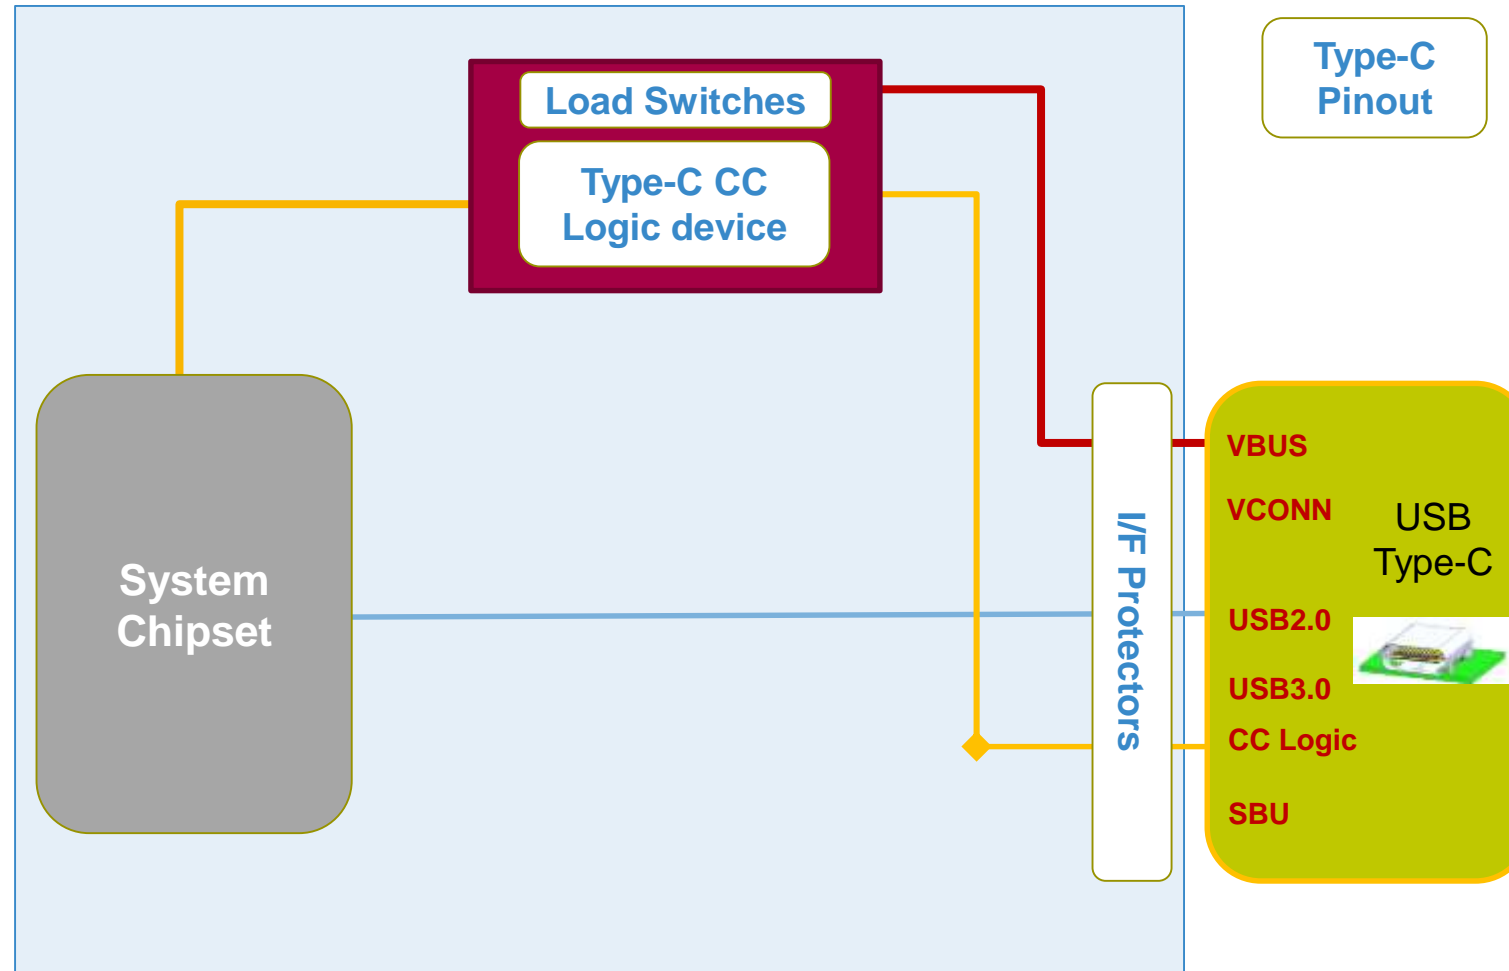 Type-C
Pinout
Load Switches
Type-C CC
Logic device
System
Chipset
I/F Protectors
VBUS
VCONN
USB
Type-C
USB2.0
USB3.0
CC Logic
SBU